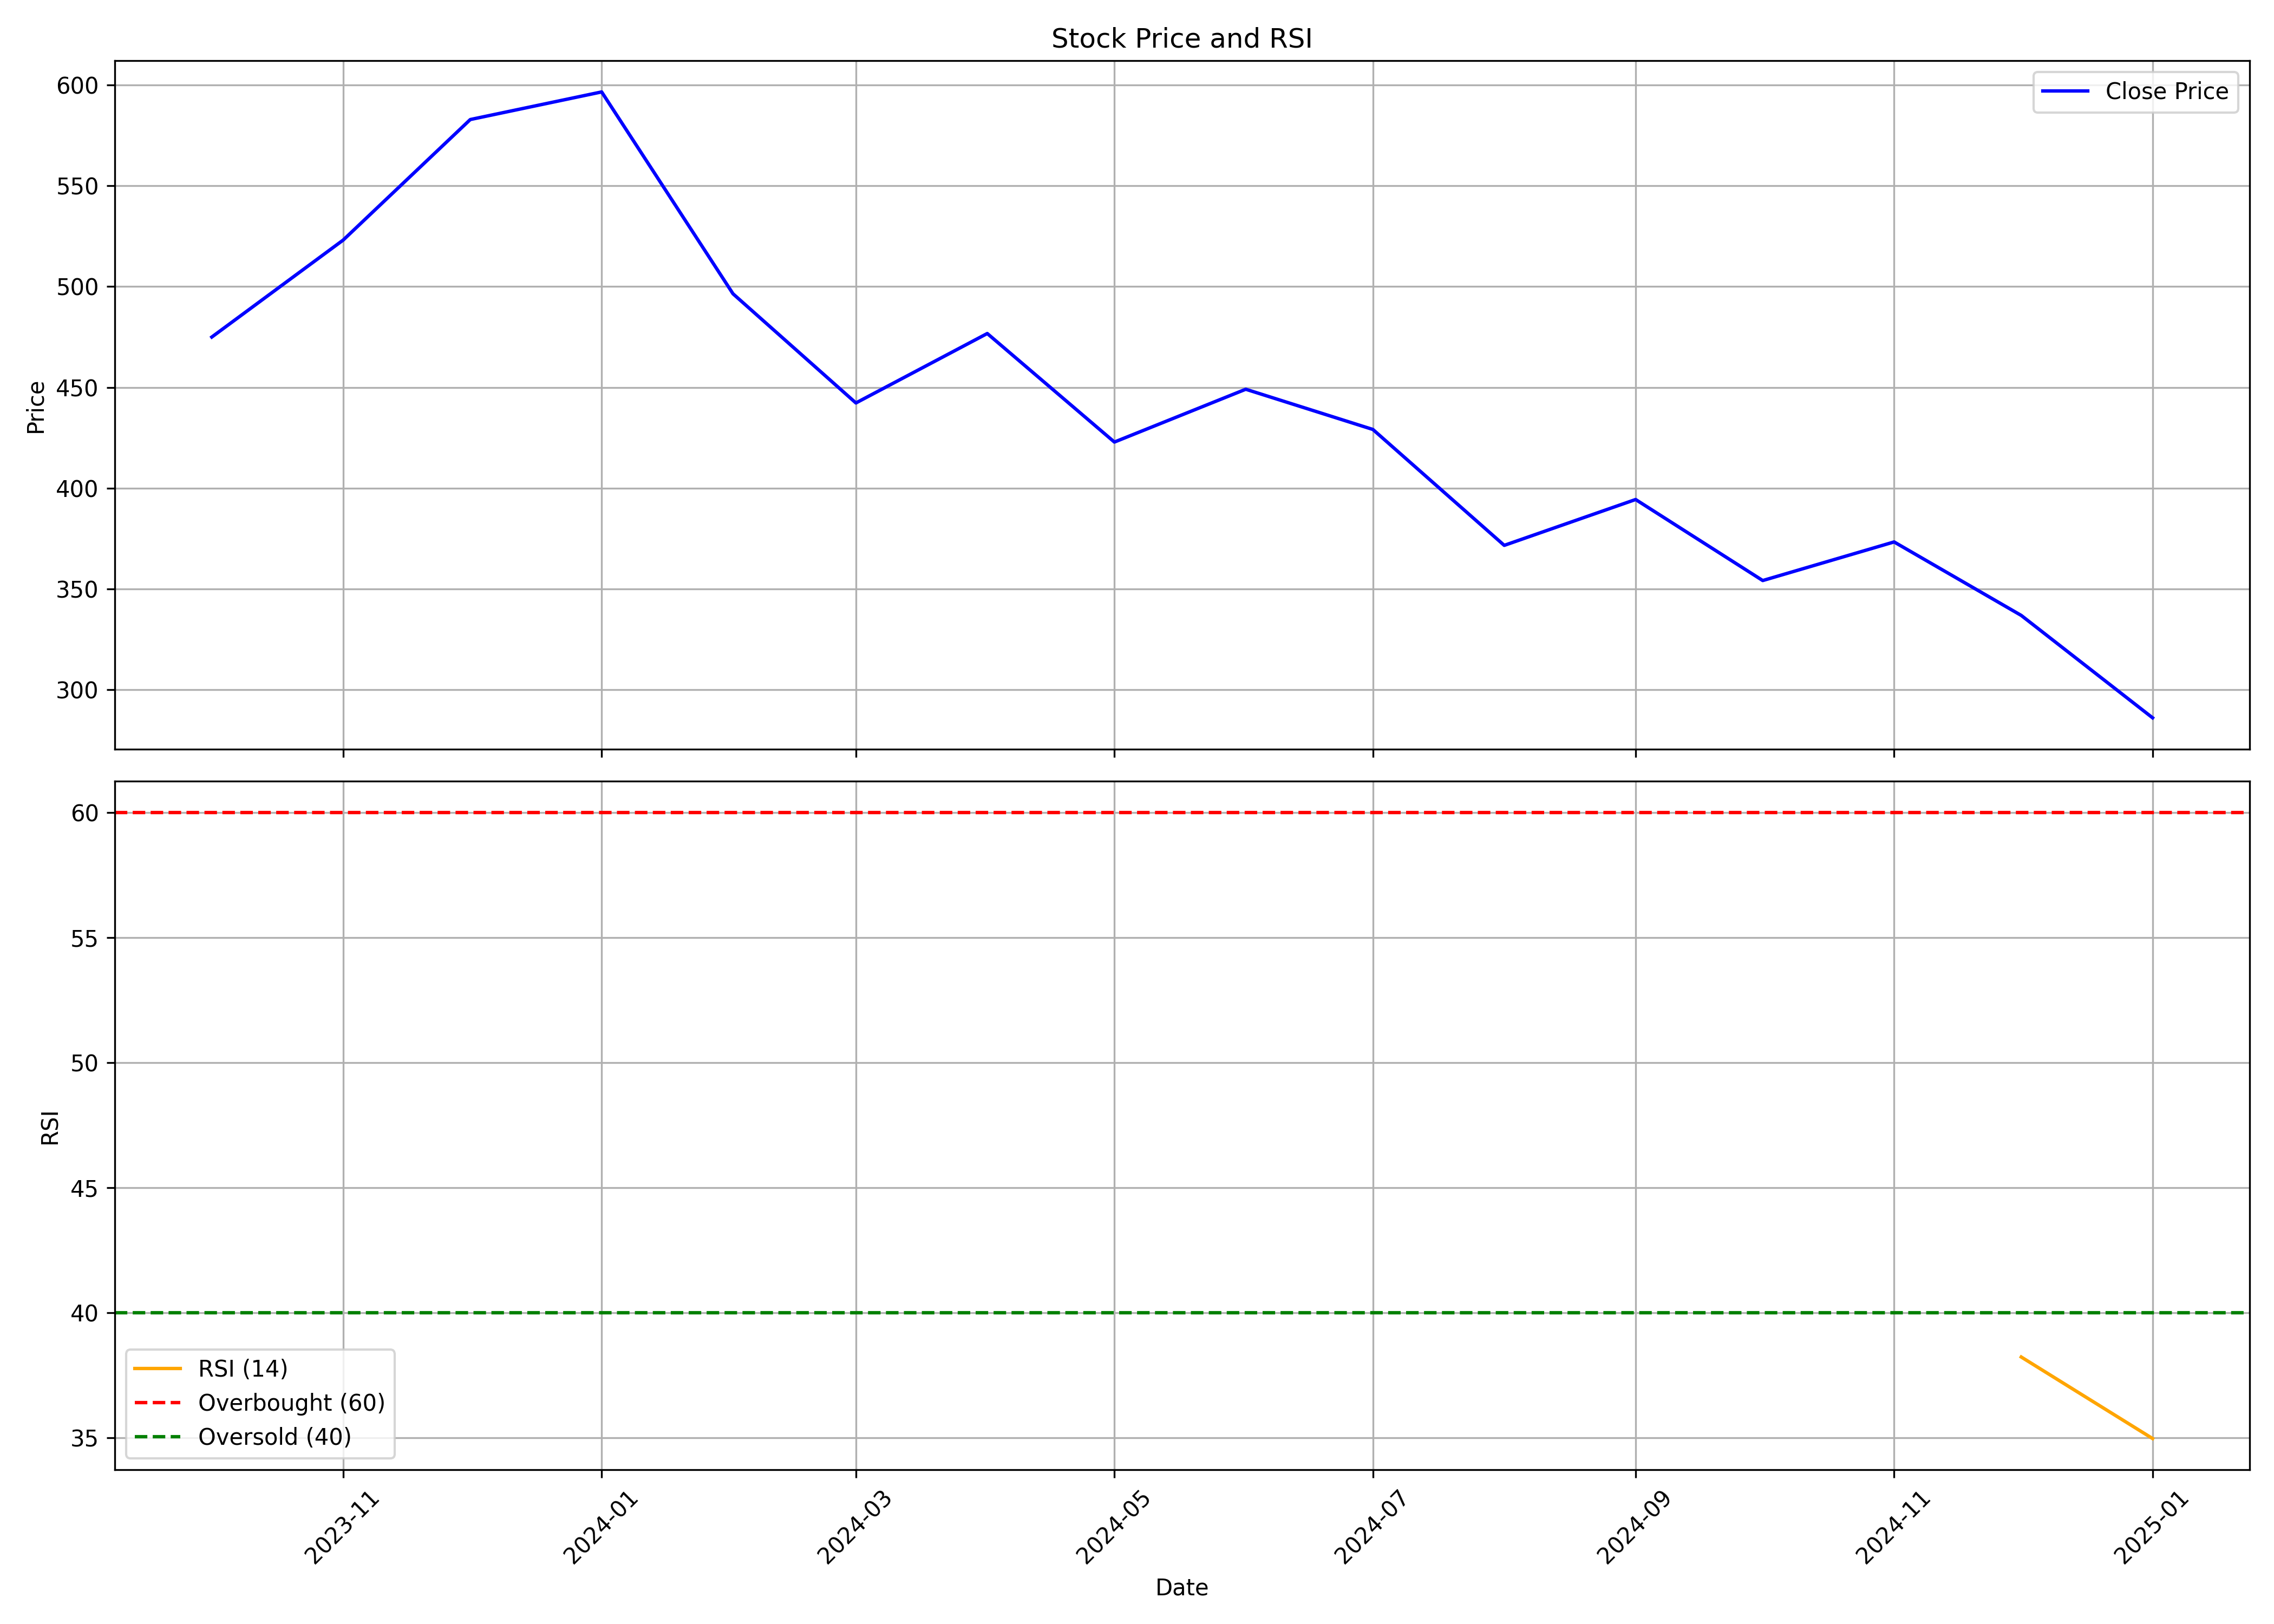 Stock Price and RSI
Close Price
600
550
500
450
400
350
300
Price
60
55
50
45
40
35
RSI
RSI (14)
Overbought (60)
Oversold (40)
2023-11
2024-01
2024-03
2024-05
2024-07
2024-09
2024-11
2025-01
Date